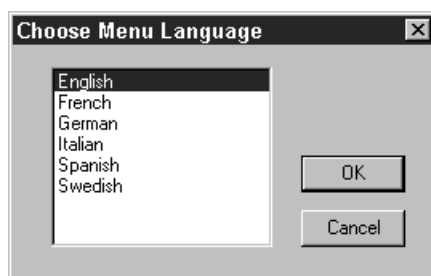 Choose Menu Language
English
French
German
Italian
Spanish
Swedish
OK
Cancel